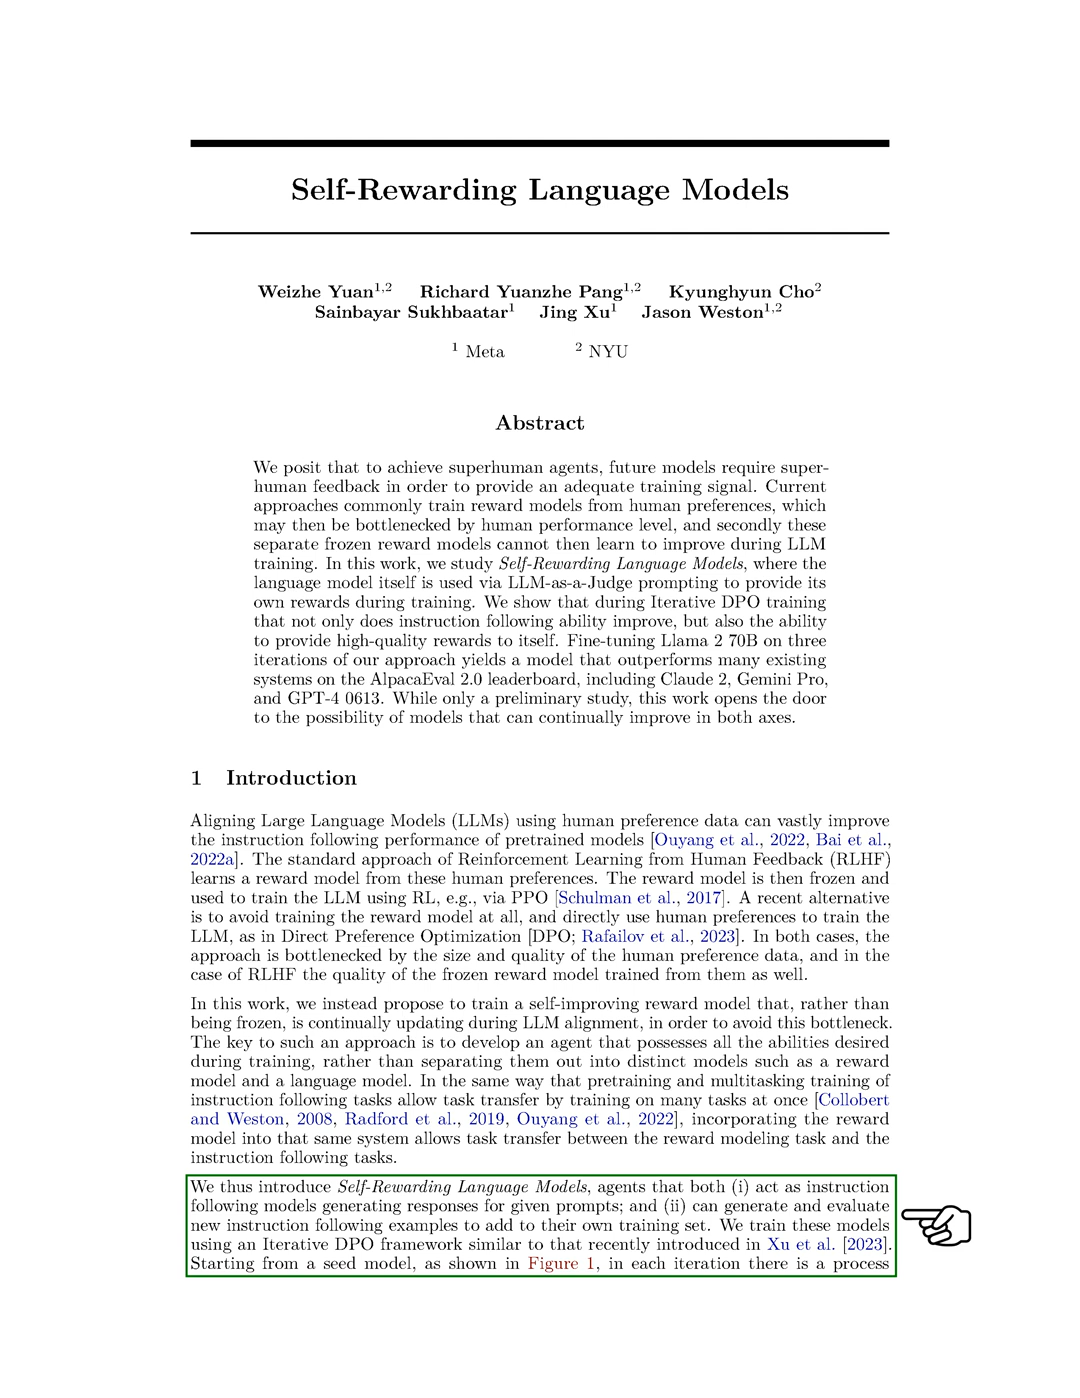 Self-Rewarding Language Models
Weizhe Yuan1,2 Richard Yuanzhe Pang1,2 Kyunghyun Cho2
Sainbayar Sukhbaatar1 Jing Xu1 Jason Weston1,2
1 Meta 2 NYU
Abstract
We posit that to achieve superhuman agents, future models require super-
human feedback in order to provide an adequate training signal. Current
approaches commonly train reward models from human preferences, which
may then be bottlenecked by human performance level, and secondly these
separate frozen reward models cannot then learn to improve during LLM
training. In this work, we study Self-Rewarding Language Models, where the
language model itself is used via LLM-as-a-Judge prompting to provide its
own rewards during training. We show that during Iterative DPO training
that not only does instruction following ability improve, but also the ability
to provide high-quality rewards to itself. Fine-tuning Llama 2 70B on three
iterations of our approach yields a model that outperforms many existing
systems on the AlpacaEval 2.0 leaderboard, including Claude 2, Gemini Pro,
and GPT-4 0613. While only a preliminary study, this work opens the door
to the possibility of models that can continually improve in both axes.
1 Introduction
Aligning Large Language Models (LLMs) using human preference data can vastly improve
the instruction following performance of pretrained models [Ouyang et al., 2022, Bai et al.,
2022a]. The standard approach of Reinforcement Learning from Human Feedback (RLHF)
learns a reward model from these human preferences. The reward model is then frozen and
used to train the LLM using RL, e.g., via PPO [Schulman et al., 2017]. A recent alternative
is to avoid training the reward model at all, and directly use human preferences to train the
LLM, as in Direct Preference Optimization [DPO; Rafailov et al., 2023]. In both cases, the
approach is bottlenecked by the size and quality of the human preference data, and in the
case of RLHF the quality of the frozen reward model trained from them as well.
In this work, we instead propose to train a self-improving reward model that, rather than
being frozen, is continually updating during LLM alignment, in order to avoid this bottleneck.
The key to such an approach is to develop an agent that possesses all the abilities desired
during training, rather than separating them out into distinct models such as a reward
model and a language model. In the same way that pretraining and multitasking training of
instruction following tasks allow task transfer by training on many tasks at once [Collobert
and Weston, 2008, Radford et al., 2019, Ouyang et al., 2022], incorporating the reward
model into that same system allows task transfer between the reward modeling task and the
instruction following tasks.
We thus introduce Self-Rewarding Language Models, agents that both (i) act as instruction
following models generating responses for given prompts; and (ii) can generate and evaluate
new instruction following examples to add to their own training set. We train these models
using an Iterative DPO framework similar to that recently introduced in Xu et al. [2023].
Starting from a seed model, as shown in Figure 1, in each iteration there is a process